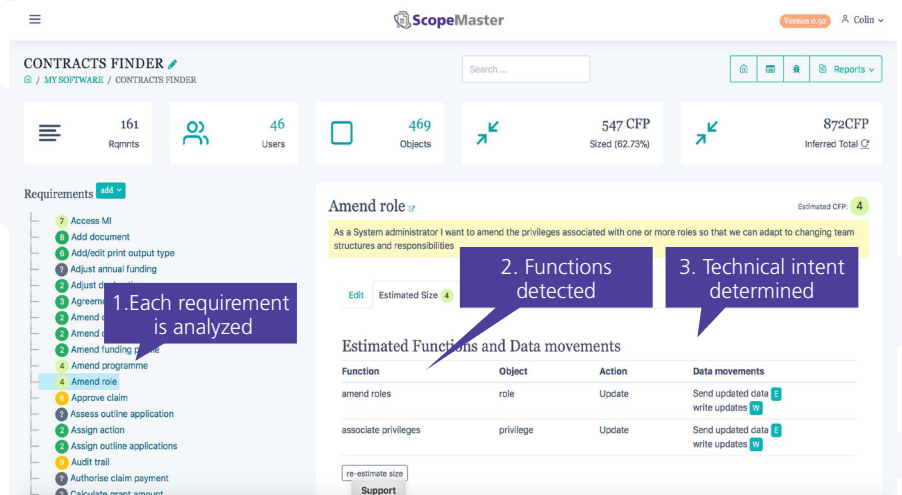 ScopeMaster
Version 0.92
Colin
CONTRACTS FINDER
/ MY SOFTWARE / CONTRACTS FINDER
Search ...
Reports
161
Rqmnts
46
Users
469
Objects
547 CFP
Sized (62.73%)
872CFP
Inferred Total
Requirements add
7 Access MI
8 Add document
6 Add/edit print output type
? Adjust annual funding
2 Adjust
3
2 Amend
2 Amend
2 Amend funding
4 Amend programme
4 Amend role
6 Approve claim
? Assess outline application
2 Assign action
2 Assign outline applications
9 Audit trail
? Authorise claim payment
? Calculate grant amount
1.Each requirement
is analyzed
Amend role
Estimated CFP: 4
As a System administrator I want to amend the privileges associated with one or more roles so that we can adapt to changing team
structures and responsibilities
2. Functions
detected
3. Technical intent
determined
Edit
Estimated Size 4
Estimated Functions and Data movements
Function Object Action Data movements
amend roles role Update Send updated data E
write updates W
associate privileges privilege Update Send updated data E
write updates W
re-estimate size
Support